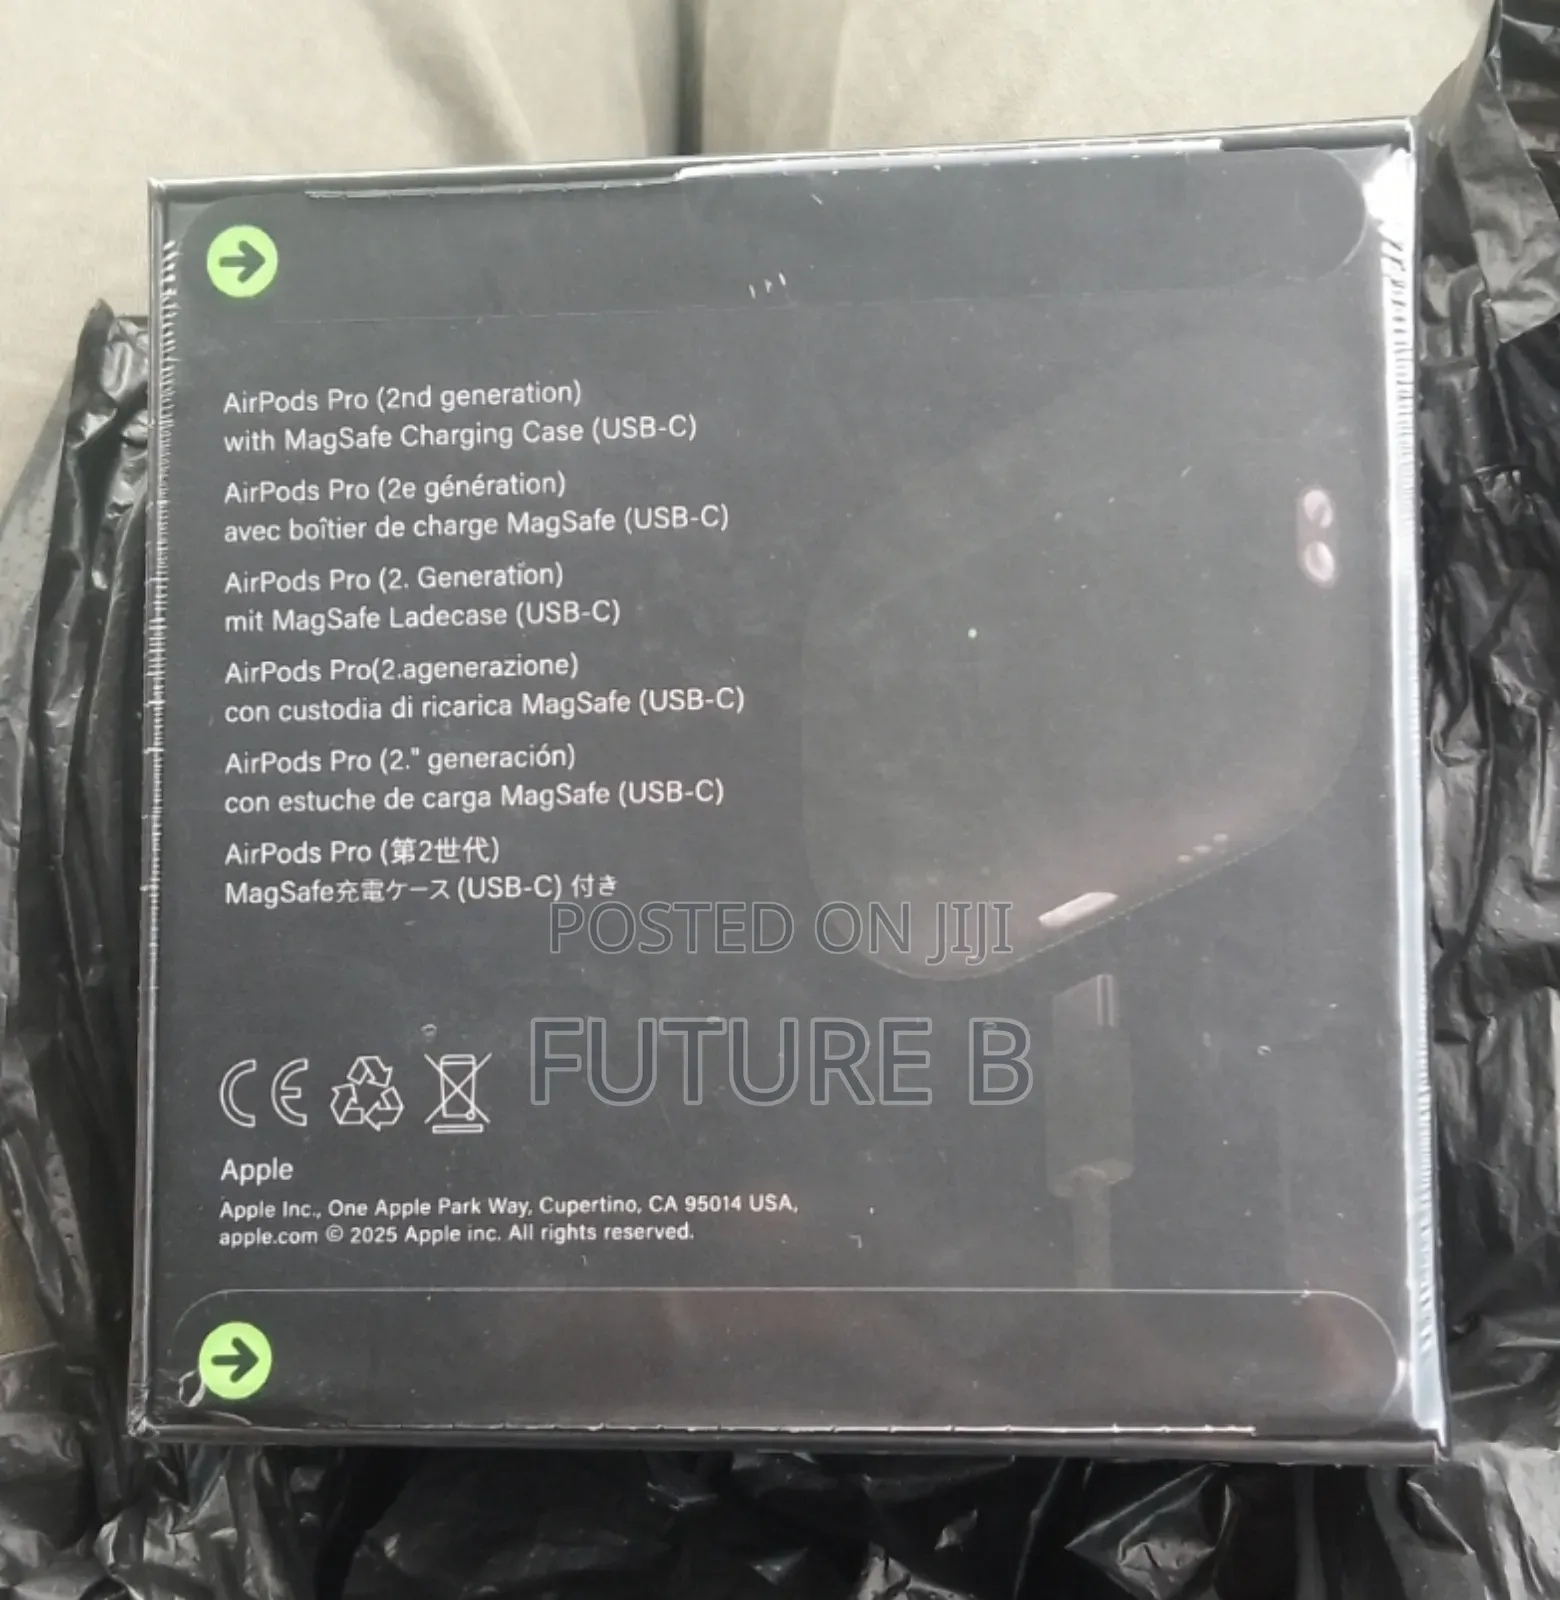 AirPods Pro (2nd generation)
with MagSafe Charging Case (USB-C)
AirPods Pro (2e génération)
avec boîtier de charge MagSafe (USB-C)
AirPods Pro (2. Generation)
mit MagSafe Ladecase (USB-C)
AirPods Pro(2.agenerazione)
con custodia di ricarica MagSafe (USB-C)
AirPods Pro (2." generación)
con estuche de carga MagSafe (USB-C)
AirPods Pro (第2世代)
MagSafe充電ケース (USB-C) 付き
POSTED ON JIJI
FUTURE B
CE
Apple
Apple Inc., One Apple Park Way, Cupertino, CA 95014 USA,
apple.com © 2025 Apple inc. All rights reserved.